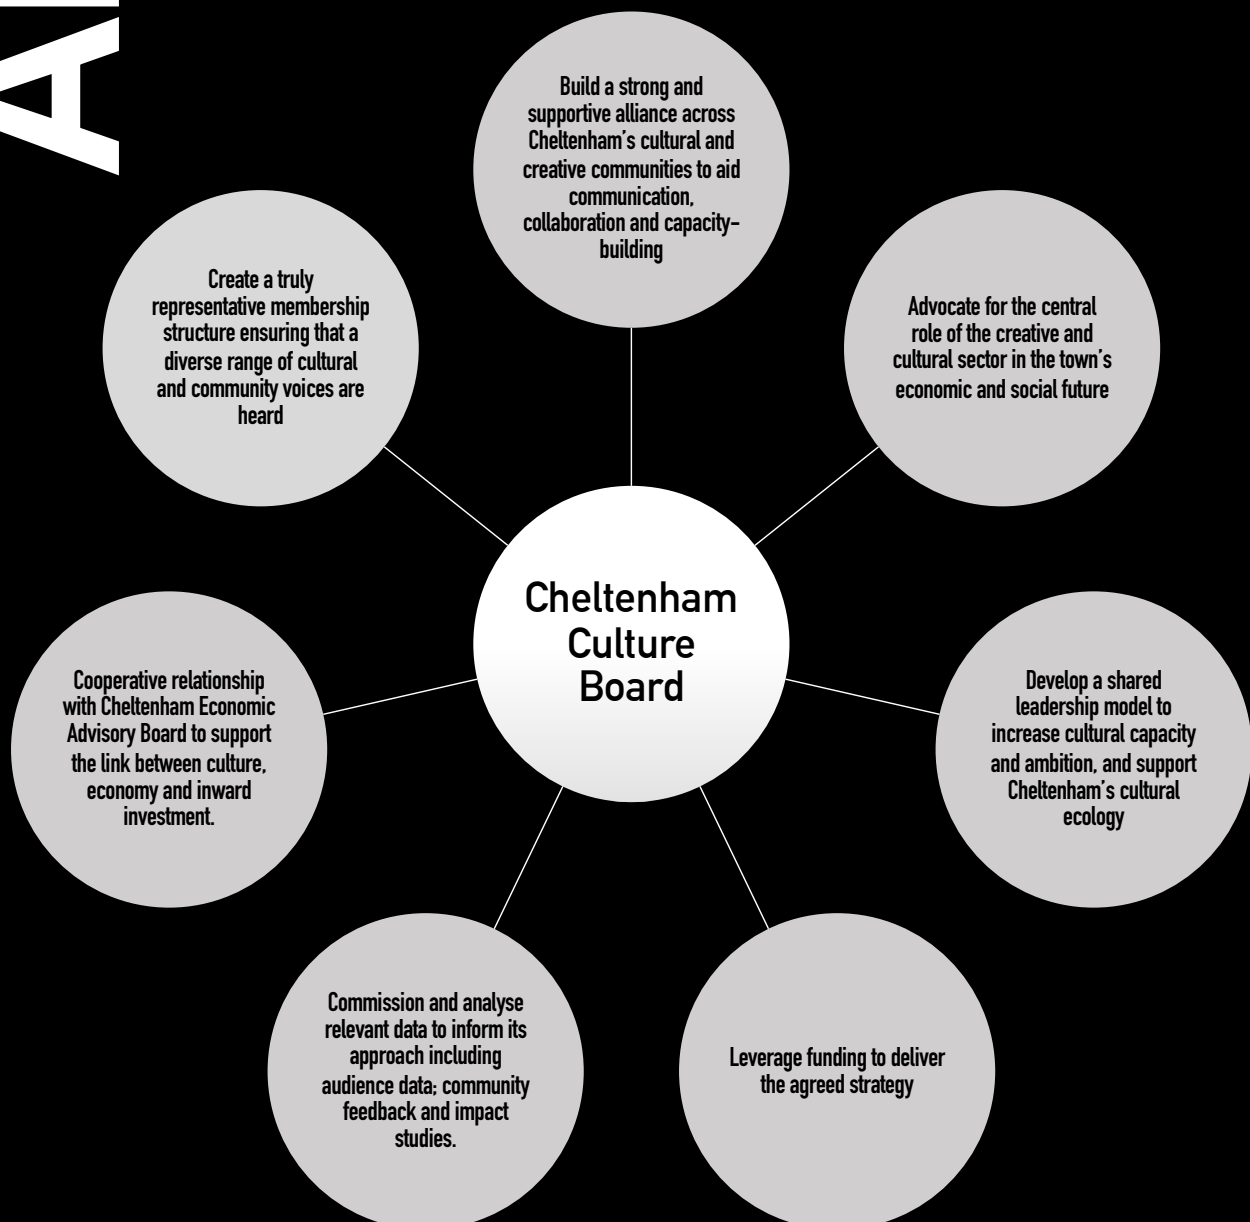 A
Build a strong and
supportive alliance across
Cheltenham's cultural and
creative communities to aid
communication,
collaboration and capacity-
building
Advocate for the central
role of the creative and
cultural sector in the town's
economic and social future
Develop a shared
leadership model to
increase cultural capacity
and ambition, and support
Cheltenham's cultural
ecology
Leverage funding to deliver
the agreed strategy
Commission and analyse
relevant data to inform its
approach including
audience data; community
feedback and impact
studies.
Cooperative relationship
with Cheltenham Economic
Advisory Board to support
the link between culture,
economy and inward
investment.
Create a truly
representative membership
structure ensuring that a
diverse range of cultural
and community voices are
heard
Cheltenham
Culture
Board